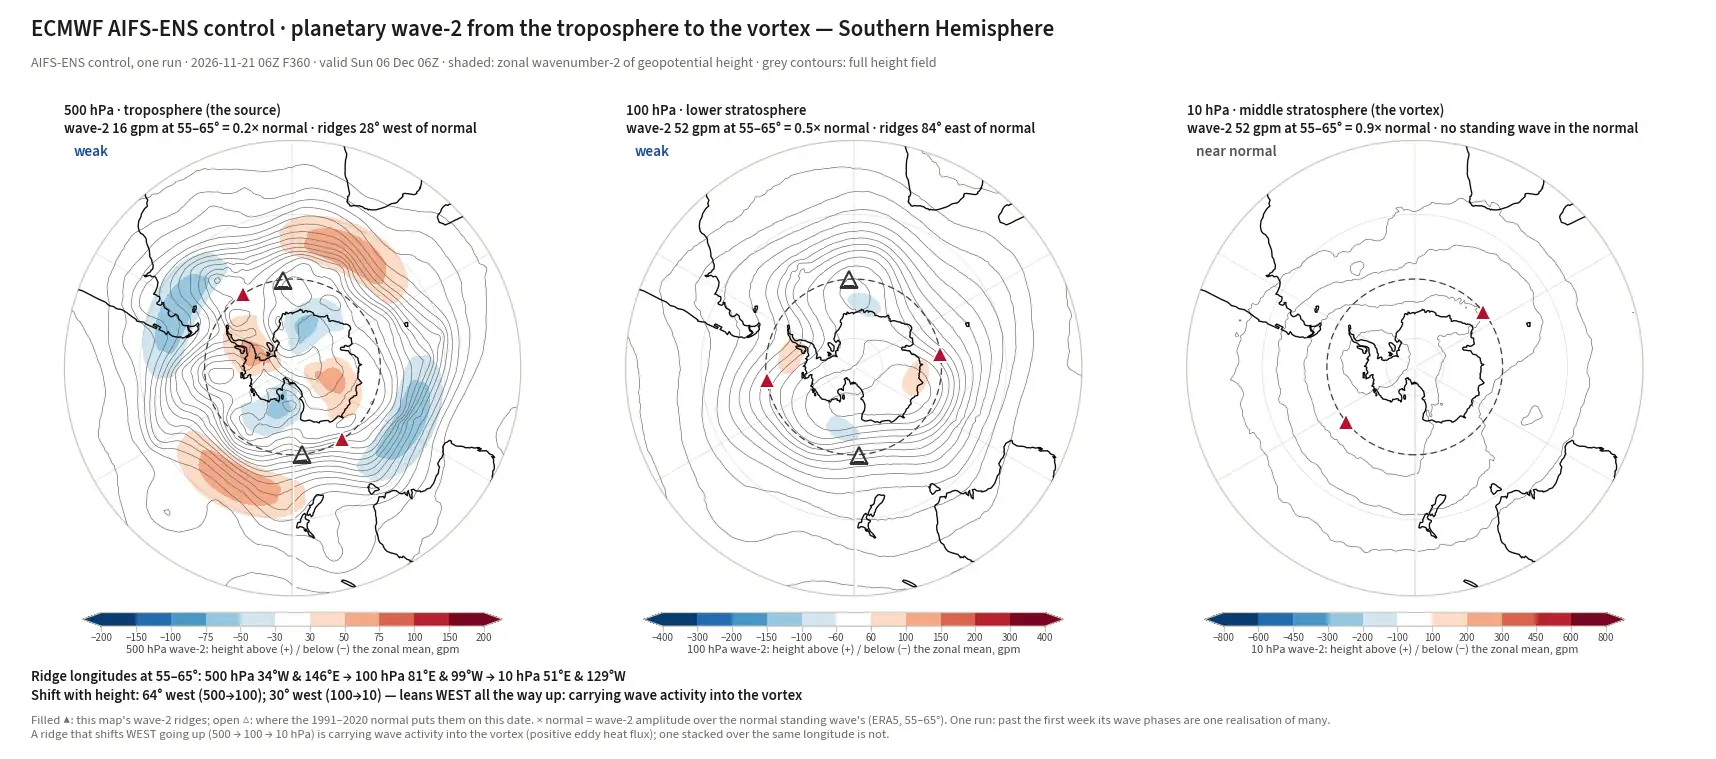 ECMWF AIFS-ENS control · planetary wave-2 from the troposphere to the vortex — Southern Hemisphere
AIFS-ENS control, one run · 2026-11-21 06Z F360 · valid Sun 06 Dec 06Z · shaded: zonal wavenumber-2 of geopotential height · grey contours: full height field
500 hPa · troposphere (the source)
wave-2 16 gpm at 55–65° = 0.2× normal · ridges 28° west of normal
weak
100 hPa · lower stratosphere
wave-2 52 gpm at 55–65° = 0.5× normal · ridges 84° east of normal
weak
10 hPa · middle stratosphere (the vortex)
wave-2 52 gpm at 55–65° = 0.9× normal · no standing wave in the normal
near normal
−200 −150 −100 −75 −50 −30 30 50 75 100 150 200
500 hPa wave-2: height above (+) / below (−) the zonal mean, gpm
−400 −300 −200 −150 −100 −60 60 100 150 200 300 400
100 hPa wave-2: height above (+) / below (−) the zonal mean, gpm
−800 −600 −450 −300 −200 −100 100 200 300 450 600 800
10 hPa wave-2: height above (+) / below (−) the zonal mean, gpm
Ridge longitudes at 55–65°: 500 hPa 34°W & 146°E → 100 hPa 81°E & 99°W → 10 hPa 51°E & 129°W
Shift with height: 64° west (500→100); 30° west (100→10) — leans WEST all the way up: carrying wave activity into the vortex
Filled ▲: this map's wave-2 ridges; open △: where the 1991–2020 normal puts them on this date. × normal = wave-2 amplitude over the normal standing wave's (ERA5, 55–65°). One run: past the first week its wave phases are one realisation of many.
A ridge that shifts WEST going up (500 → 100 → 10 hPa) is carrying wave activity into the vortex (positive eddy heat flux); one stacked over the same longitude is not.